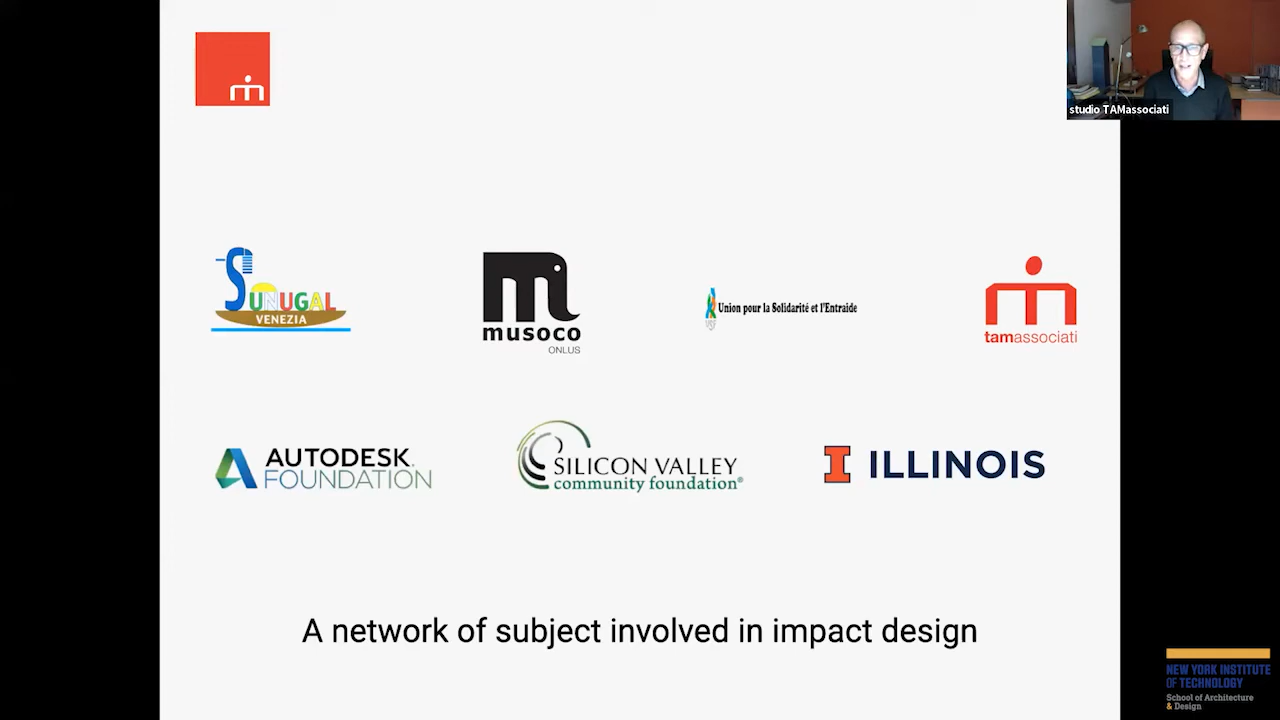 studio TAMassociati
SUNUGAL
VENEZIA
musoco
ONLUS
Union pour la Solidarité et l'Entraide
tamassociati
AUTODESK.
FOUNDATION
SILICON VALLEY
community foundation®
I ILLINOIS
A network of subject involved in impact design
NEW YORK INSTITUTE
OF TECHNOLOGY
School of Architecture
& Design